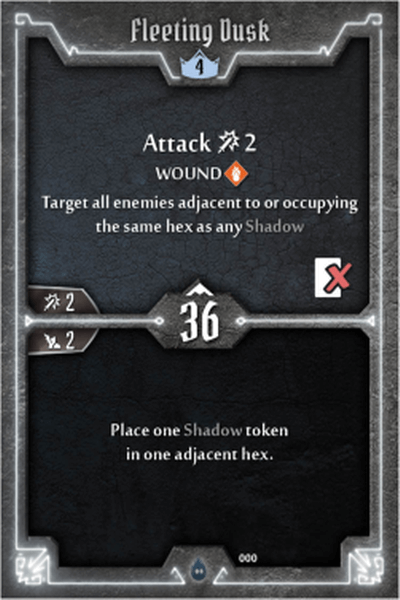 Fleeting Dusk
4
Attack 2
WOUND
Target all enemies adjacent to or occupying
the same hex as any Shadow
2
36
2
Place one Shadow token
in one adjacent hex.
000